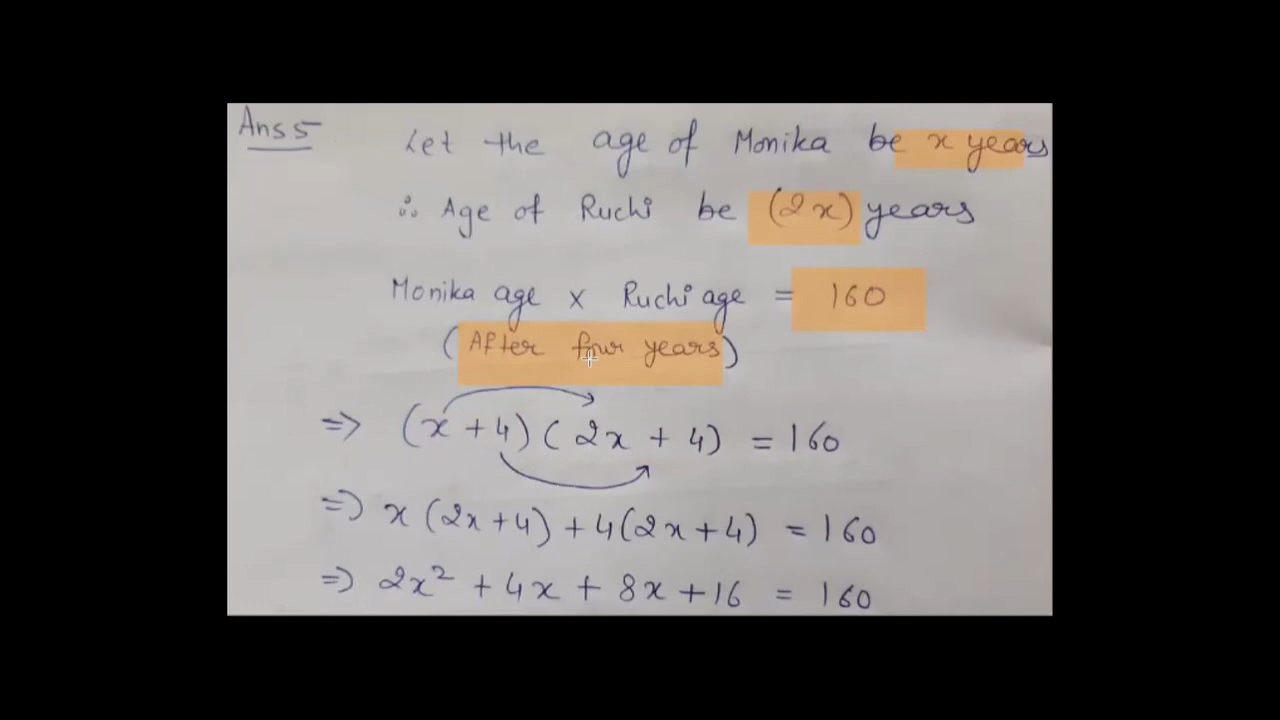 Ans 5
Let the age of Monika be x years
∴ Age of Ruchi be (2x) years
Monika age x Ruchi age = 160
(After four years)
=> (x + 4) (2x + 4) = 160
=> x (2x + 4) + 4(2x + 4) = 160
=> 2x² + 4x + 8x + 16 = 160